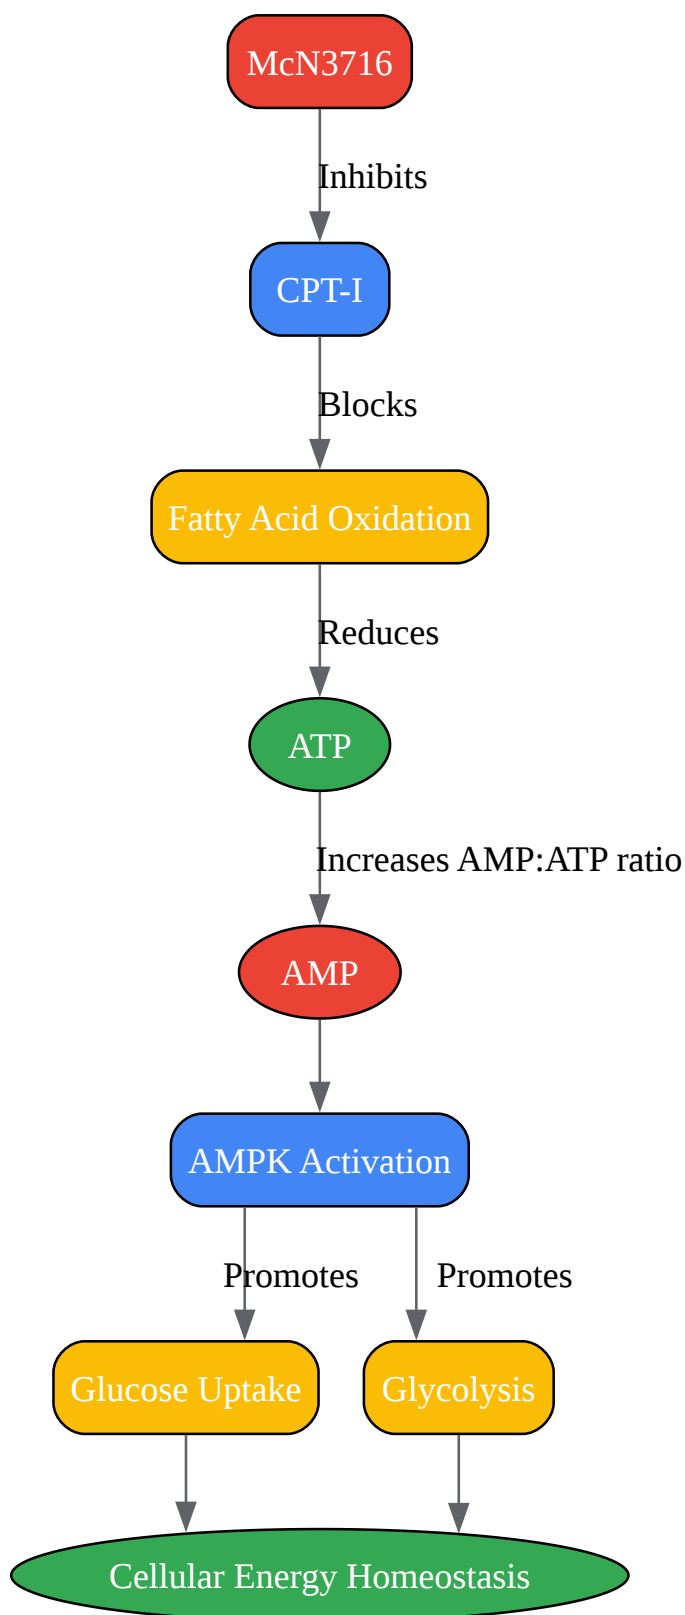 McN3716
Inhibits
CPT-I
Blocks
Fatty Acid Oxidation
Reduces
ATP
Increases AMP:ATP ratio
AMP
AMPK Activation
Promotes
Promotes
Glucose Uptake
Glycolysis
Cellular Energy Homeostasis